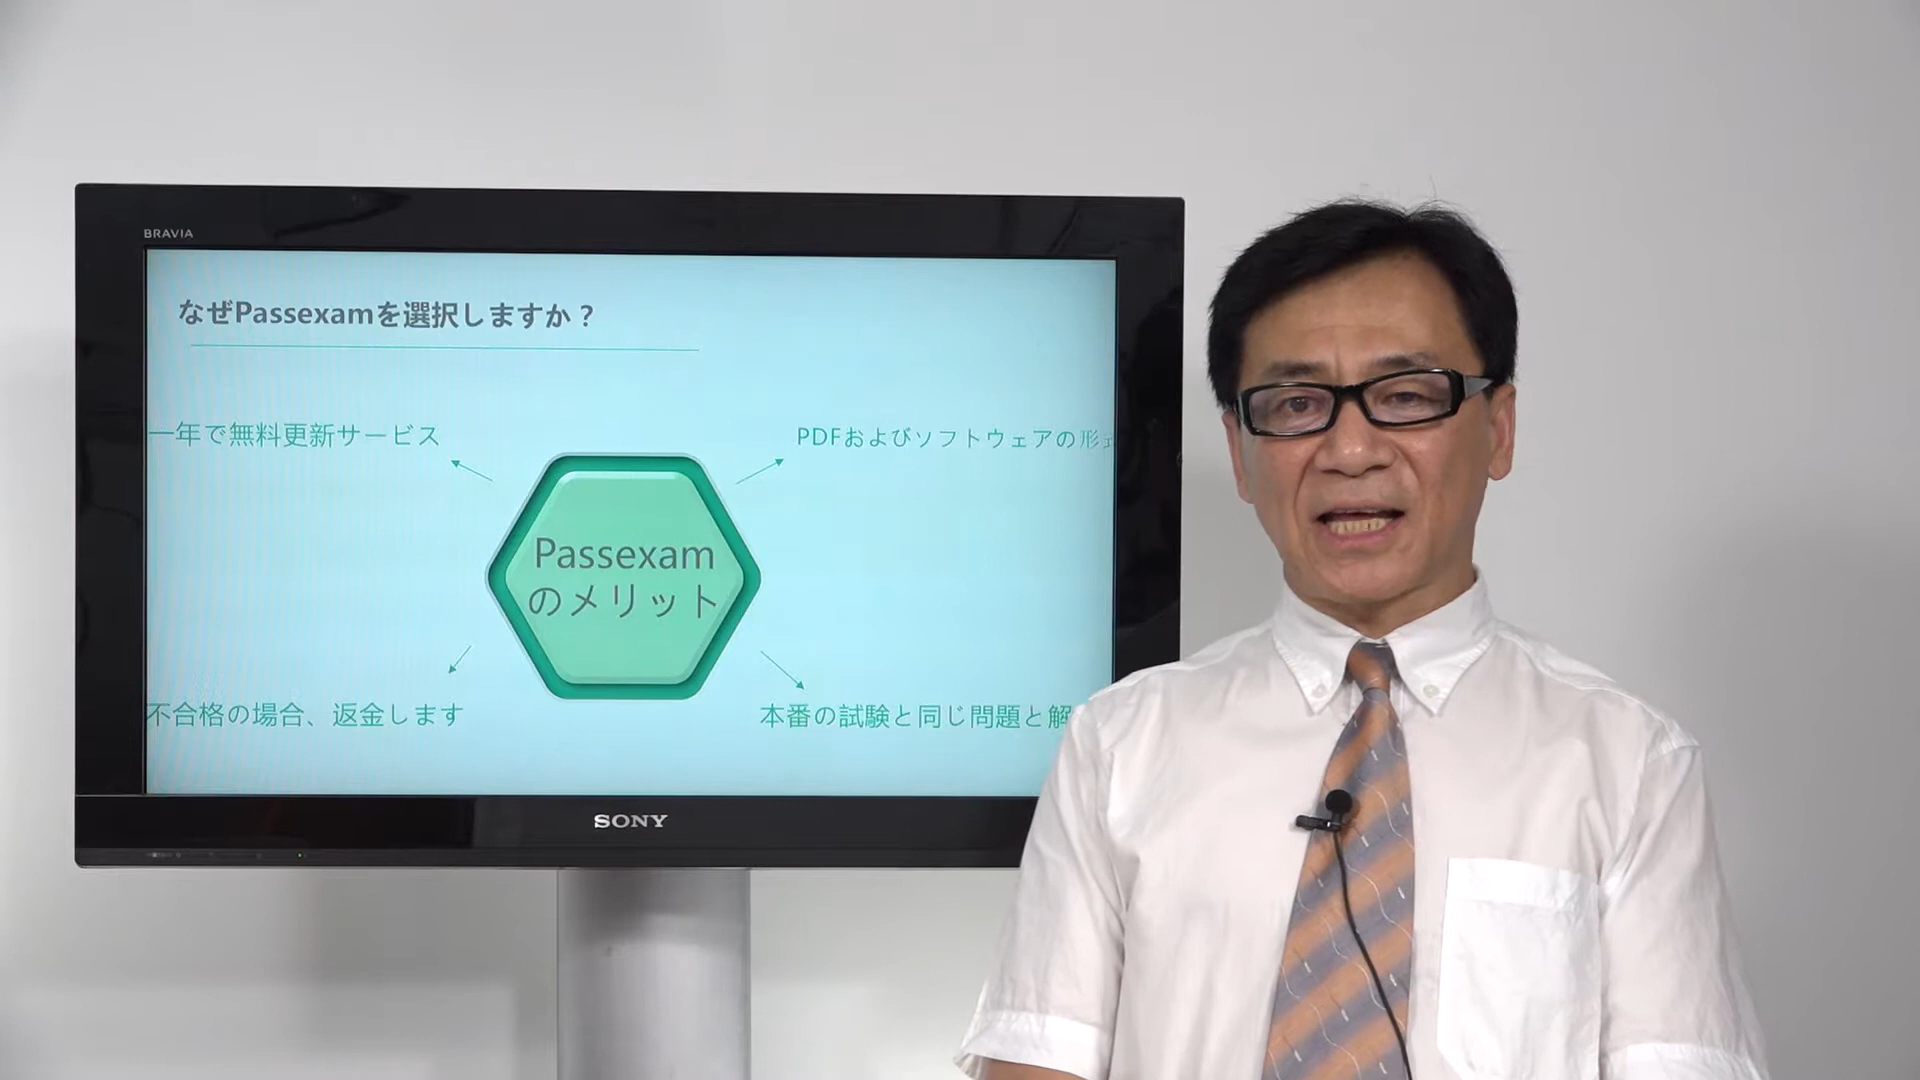 BRAVIA
なぜPassexamを選択しますか？
一年で無料更新サービス
PDFおよびソフトウェアの形式
Passexam
のメリット
不合格の場合、返金します
本番の試験と同じ問題と解
SONY